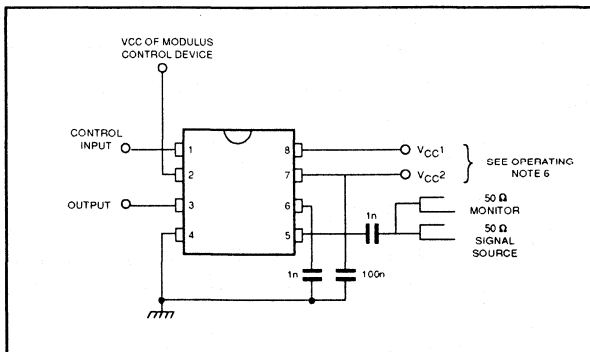 VCC OF MODULUS
CONTROL DEVICE
CONTROL
INPUT
OUTPUT
1
2
3
4
8
7
6
5
VCC1
VCC2
SEE OPERATING
NOTE 6
1n
50 Ω
MONITOR
50 Ω
SIGNAL
SOURCE
1n
100n